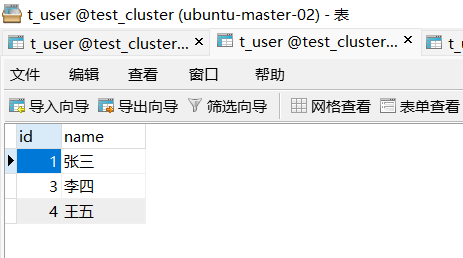 t_user @test_cluster (ubuntu-master-02) - 表
t_user @test_cluster... × t_user @test_cluster... × t_user
文件 编辑 查看 窗口 帮助
导入向导 导出向导 筛选向导 网格查看 表单查看
id name
1 张三
3 李四
4 王五